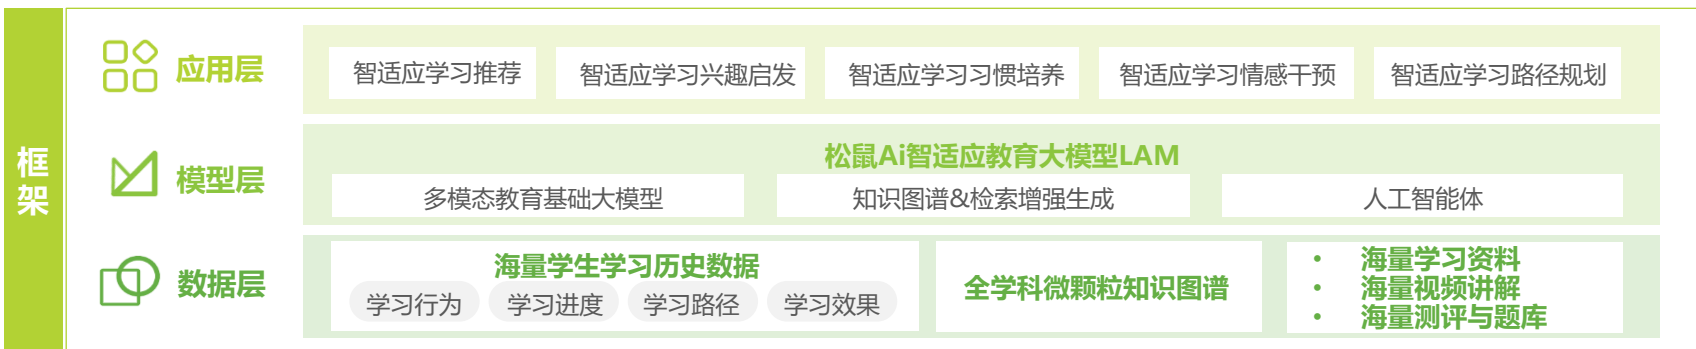 框架
应用层
智适应学习推荐
智适应学习兴趣启发
智适应学习习惯培养
智适应学习情感干预
智适应学习路径规划
模型层
松鼠Ai智适应教育大模型LAM
多模态教育基础大模型
知识图谱&检索增强生成
人工智能体
数据层
海量学生学习历史数据
学习行为
学习进度
学习路径
学习效果
全学科微颗粒知识图谱
• 海量学习资料
• 海量视频讲解
• 海量测评与题库